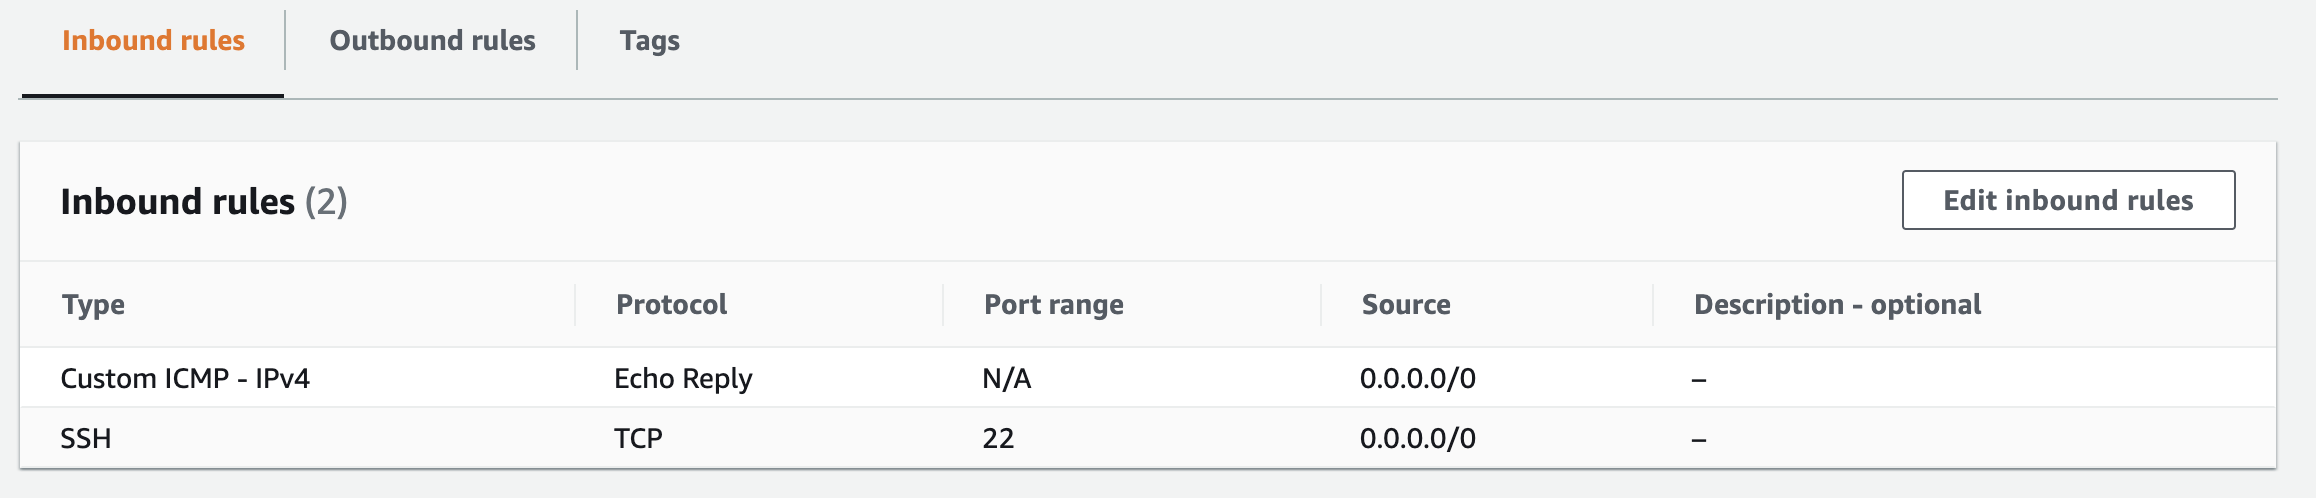 Inbound rules Outbound rules Tags
Inbound rules (2) Edit inbound rules
Type Protocol Port range Source Description - optional
Custom ICMP - IPv4 Echo Reply N/A 0.0.0.0/0 –
SSH TCP 22 0.0.0.0/0 –